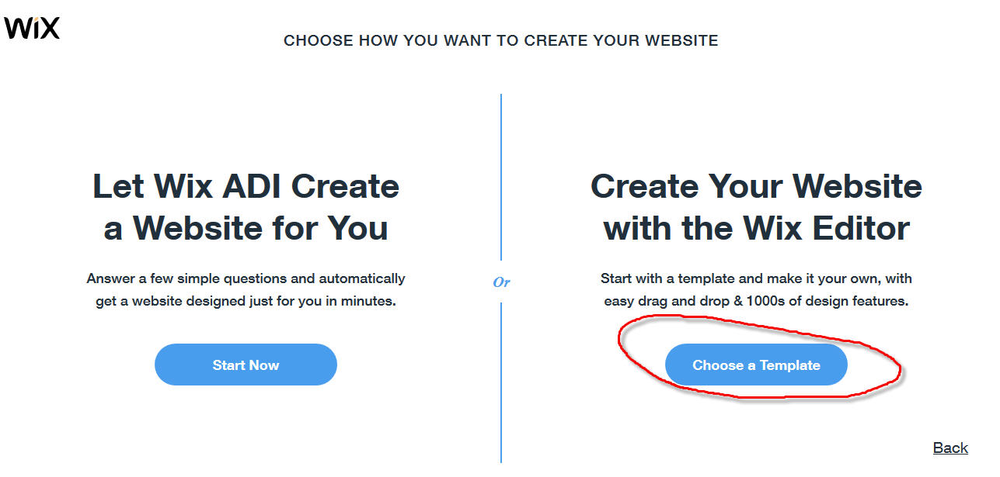 WiX
CHOOSE HOW YOU WANT TO CREATE YOUR WEBSITE
Let Wix ADI Create
a Website for You
Answer a few simple questions and automatically
get a website designed just for you in minutes.
Start Now
Or
Create Your Website
with the Wix Editor
Start with a template and make it your own, with
easy drag and drop & 1000s of design features.
Choose a Template
Back